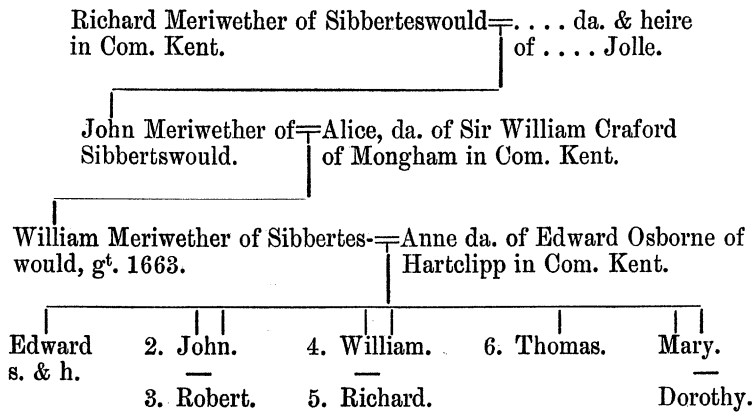 Richard Meriwether of Sibberteswould=. . . . da. & heire
in Com. Kent. of . . . . Jolle.
John Meriwether of=Alice, da. of Sir William Craford
Sibbertswould. of Mongham in Com. Kent.
William Meriwether of Sibbertes-=Anne da. of Edward Osborne of
would, gᵗ. 1663. Hartclipp in Com. Kent.
Edward 2. John. 4. William. 6. Thomas. Mary.
s. & h.
3. Robert. 5. Richard. Dorothy.